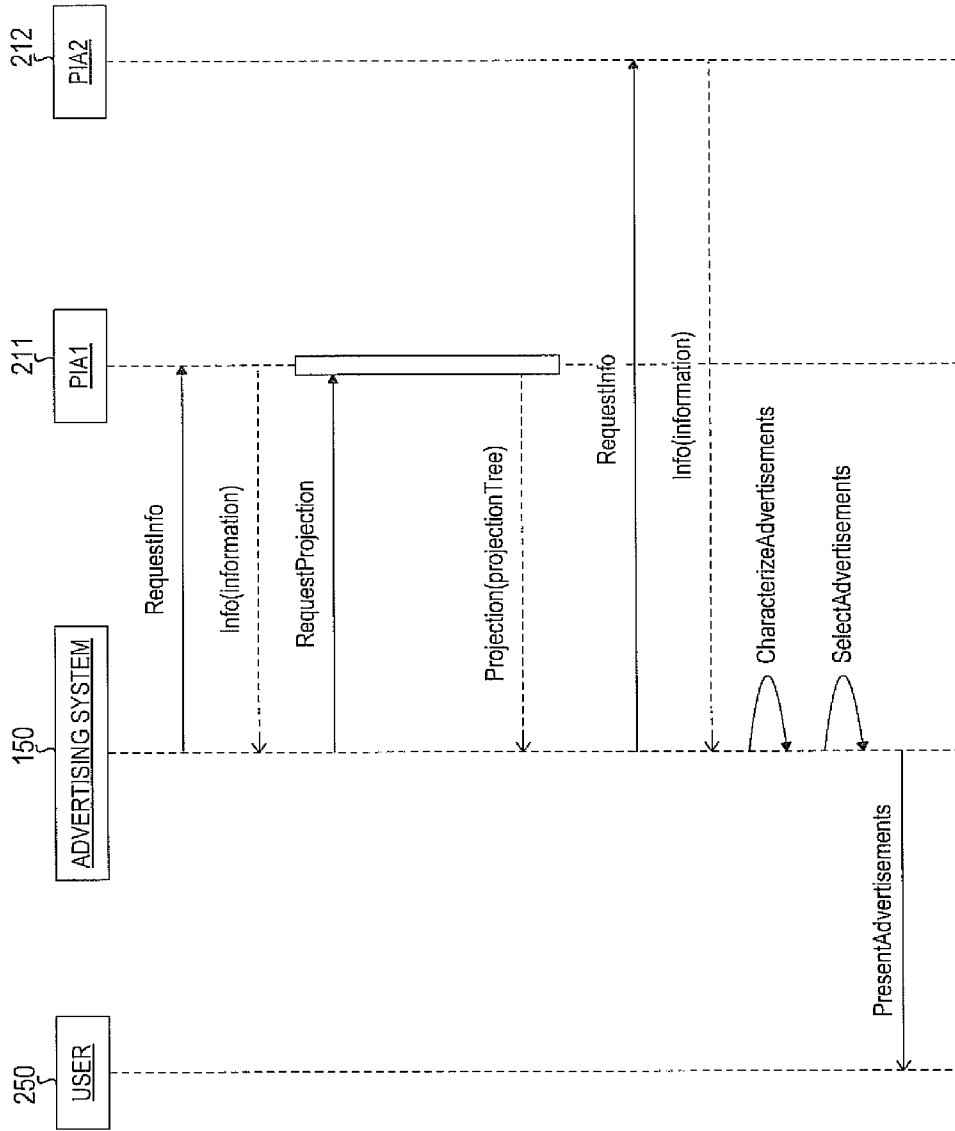 250
USER
150
ADVERTISING SYSTEM
211
PIA1
212
PIA2
RequestInfo
Info(information)
RequestProjection
Projection(projectionTree)
RequestInfo
Info(information)
CharacterizeAdvertisements
SelectAdvertisements
PresentAdvertisements